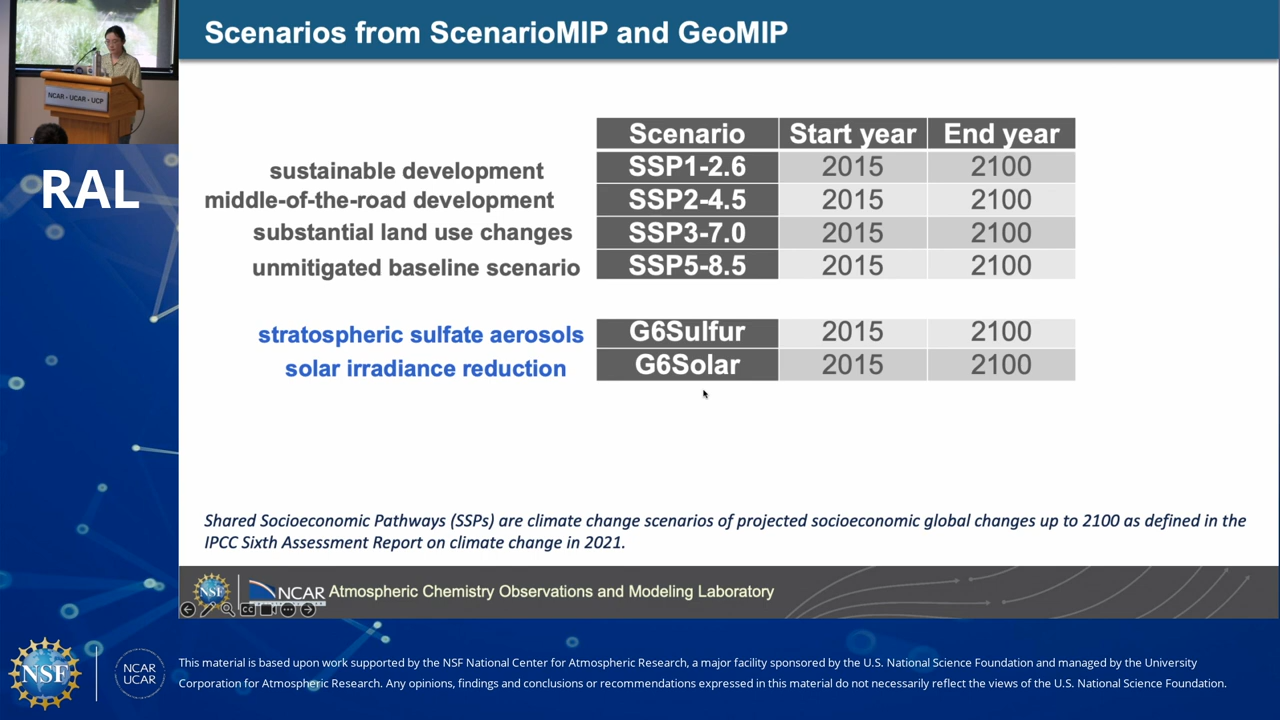 Scenarios from ScenarioMIP and GeoMIP
NCAR • UCAR • UCP
RAL
Scenario Start year End year
sustainable development SSP1-2.6 2015 2100
middle-of-the-road development SSP2-4.5 2015 2100
substantial land use changes SSP3-7.0 2015 2100
unmitigated baseline scenario SSP5-8.5 2015 2100
stratospheric sulfate aerosols G6Sulfur 2015 2100
solar irradiance reduction G6Solar 2015 2100
Shared Socioeconomic Pathways (SSPs) are climate change scenarios of projected socioeconomic global changes up to 2100 as defined in the
IPCC Sixth Assessment Report on climate change in 2021.
NSF NCAR Atmospheric Chemistry Observations and Modeling Laboratory
CC
NSF
NCAR
UCAR
This material is based upon work supported by the NSF National Center for Atmospheric Research, a major facility sponsored by the U.S. National Science Foundation and managed by the University
Corporation for Atmospheric Research. Any opinions, findings and conclusions or recommendations expressed in this material do not necessarily reflect the views of the U.S. National Science Foundation.